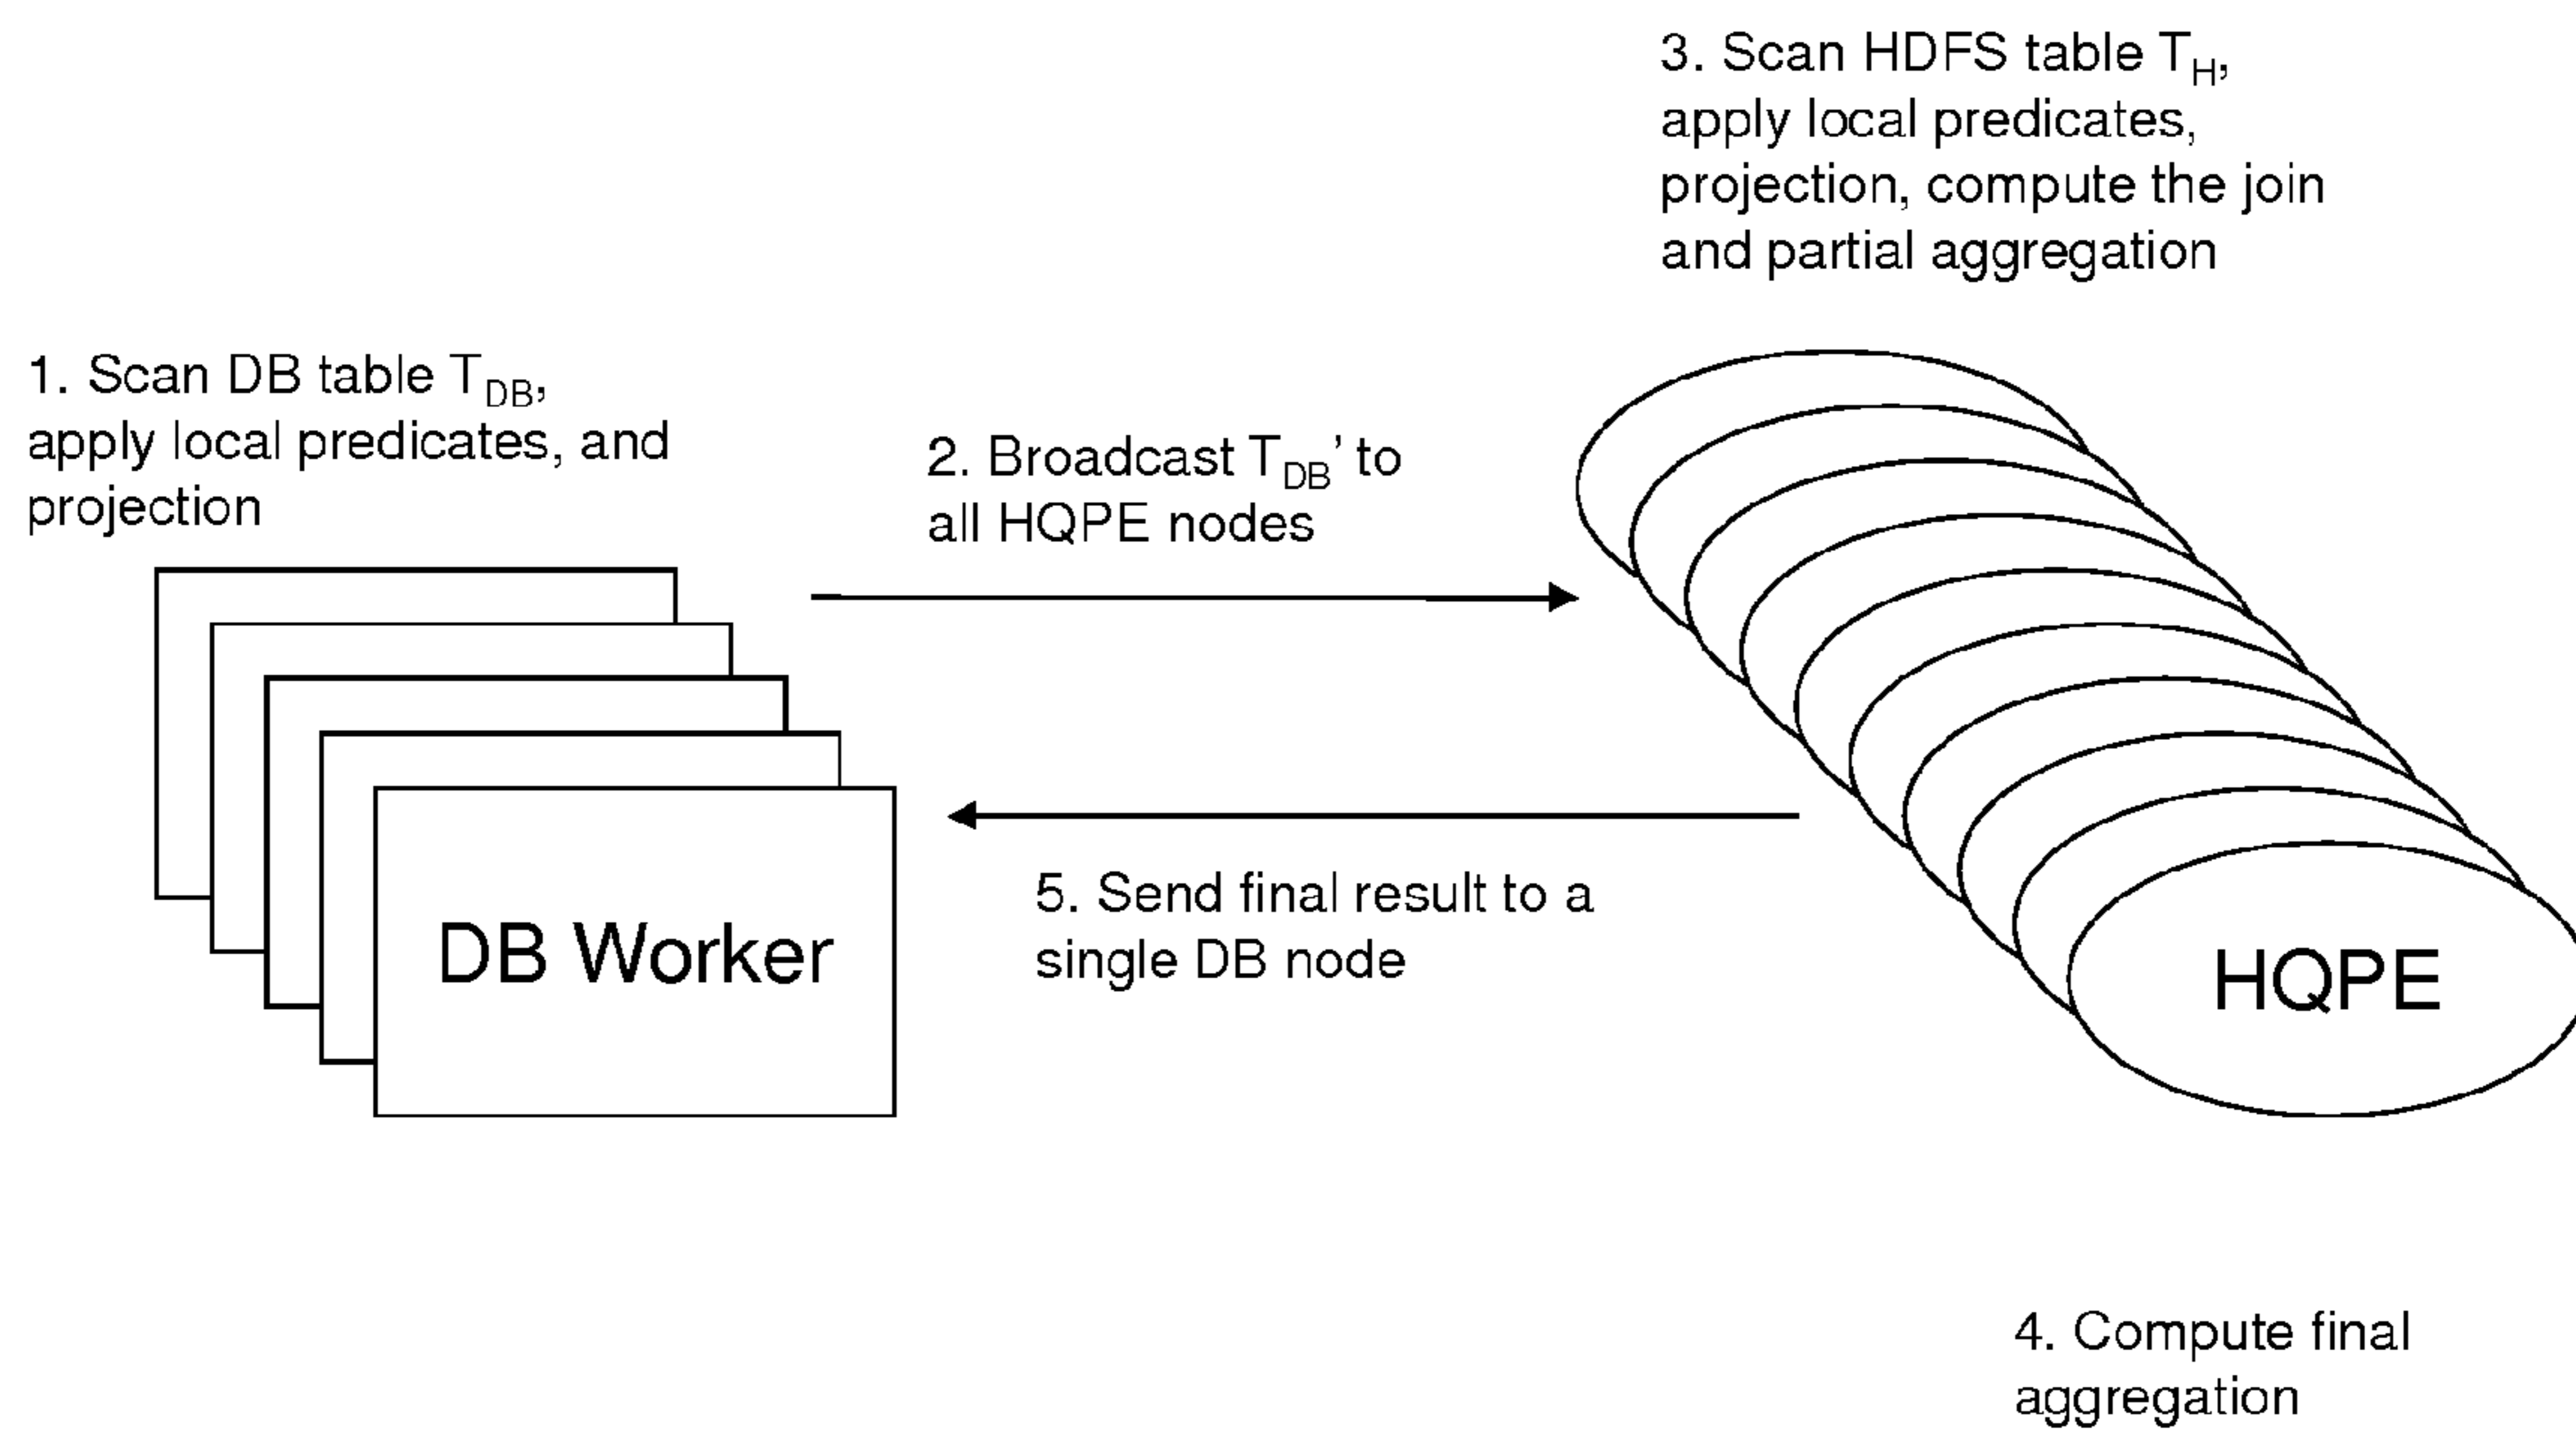 1. Scan DB table T_DB,
apply local predicates, and
projection
2. Broadcast T_DB’ to
all HQPE nodes
3. Scan HDFS table T_H,
apply local predicates,
projection, compute the join
and partial aggregation
DB Worker
5. Send final result to a
single DB node
HQPE
4. Compute final
aggregation